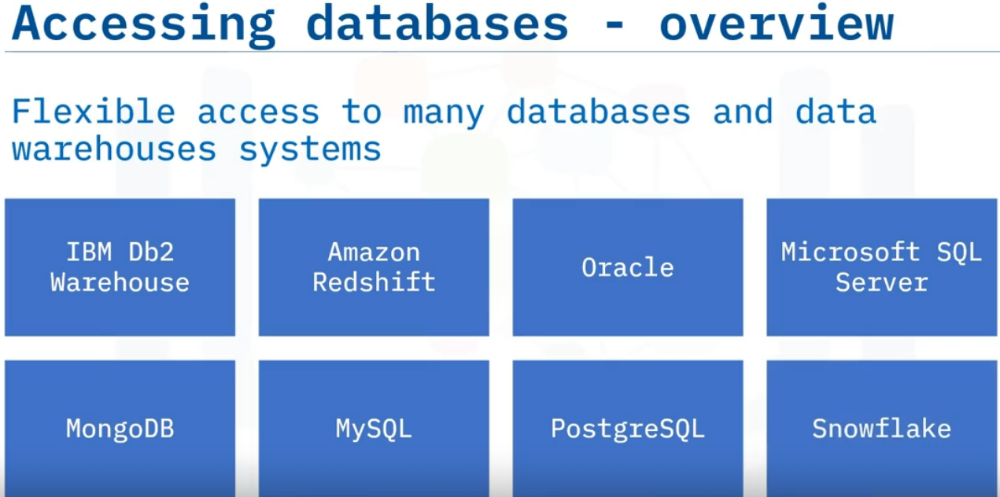 Accessing databases - overview
Flexible access to many databases and data
warehouses systems
IBM Db2
Warehouse
Amazon
Redshift
Oracle
Microsoft SQL
Server
MongoDB
MySQL
PostgreSQL
Snowflake